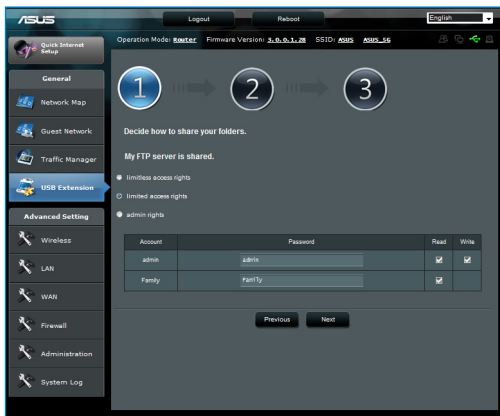 ASUS
Logout Reboot English
Quick Internet Setup
Operation Mode: Router Firmware Version: 3.0.0.1.28 SSID: ASUS ASUS_5G
General
Network Map
Guest Network
Traffic Manager
USB Extension
Advanced Setting
Wireless
LAN
WAN
Firewall
Administration
System Log
1 2 3
Decide how to share your folders.
My FTP server is shared.
limitless access rights
limited access rights
admin rights
Account Password Read Write
admin admin
Family Family
Previous Next